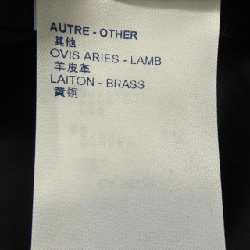 AUTRE - OTHER
其他
OVIS ARIES - LAMB
羊皮革
LAITON - BRASS
黄铜